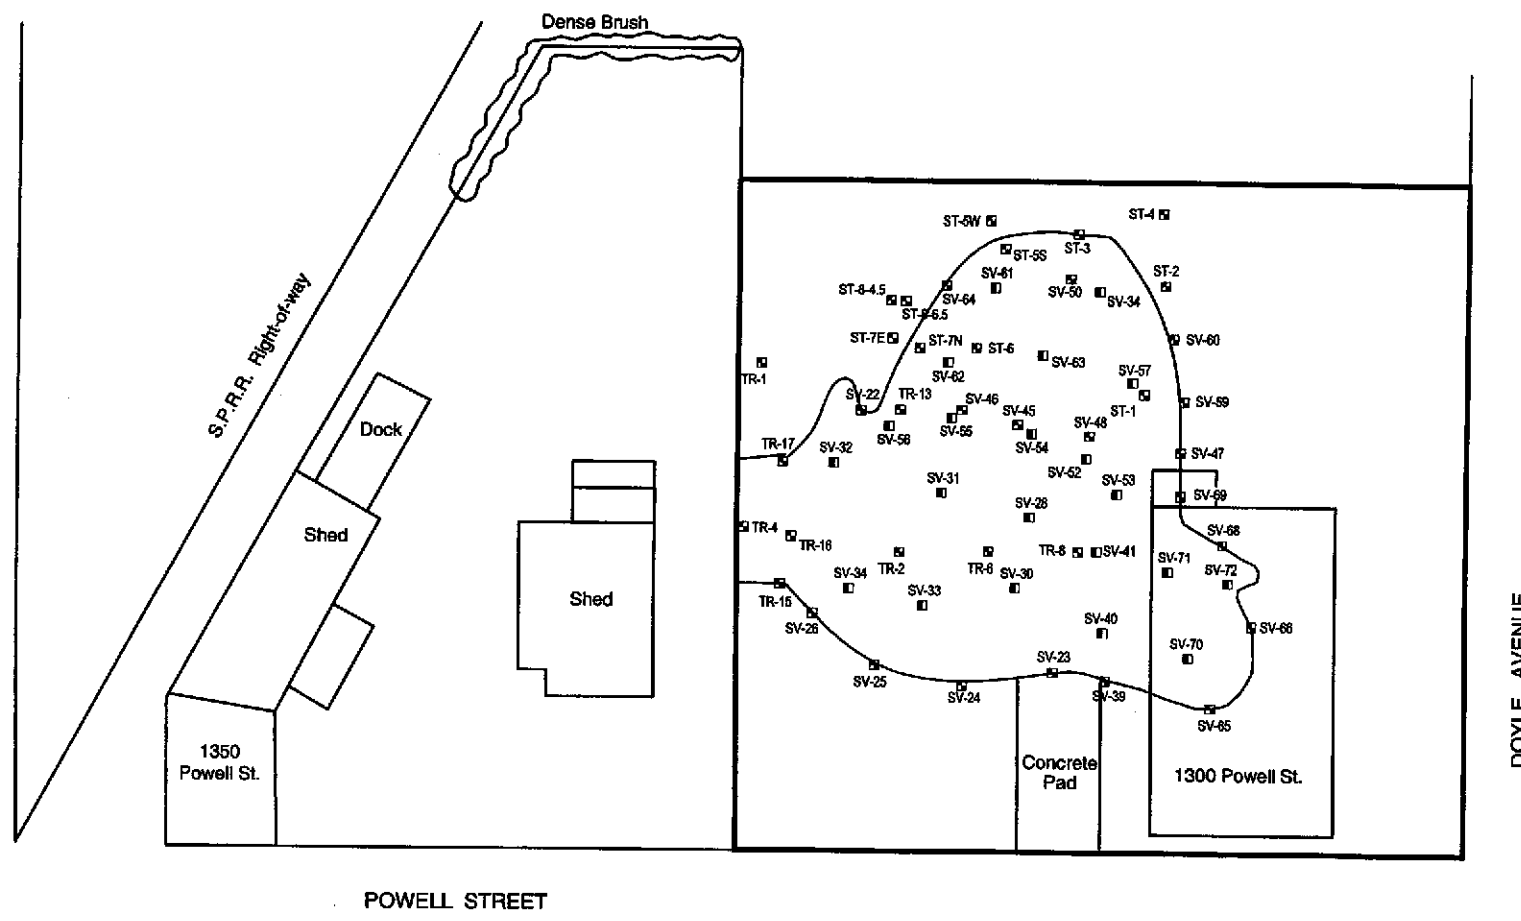 Dense Brush
ST-5W
ST-4
ST-3
ST-5S
SV-61
ST-2
ST-8-4.5
SV-64
SV-50
SV-34
ST-8-6.5
S.P.R.R. Right-of-way
ST-7E
ST-7N
ST-6
SV-60
SV-63
TR-1
SV-62
SV-57
SV-22
TR-13
SV-46
ST-1
SV-59
SV-45
Dock
SV-56
SV-55
SV-48
SV-54
TR-17
SV-32
SV-47
SV-52
SV-31
SV-53
SV-69
SV-28
TR-4
Shed
TR-16
SV-68
TR-8
SV-41
SV-71
TR-2
TR-6
SV-72
SV-34
SV-30
SV-33
Shed
TR-15
SV-26
SV-40
SV-66
SV-70
SV-23
SV-25
SV-24
SV-39
SV-65
1350
Powell St.
Concrete
Pad
1300 Powell St.
DOYLE AVENUE
POWELL STREET